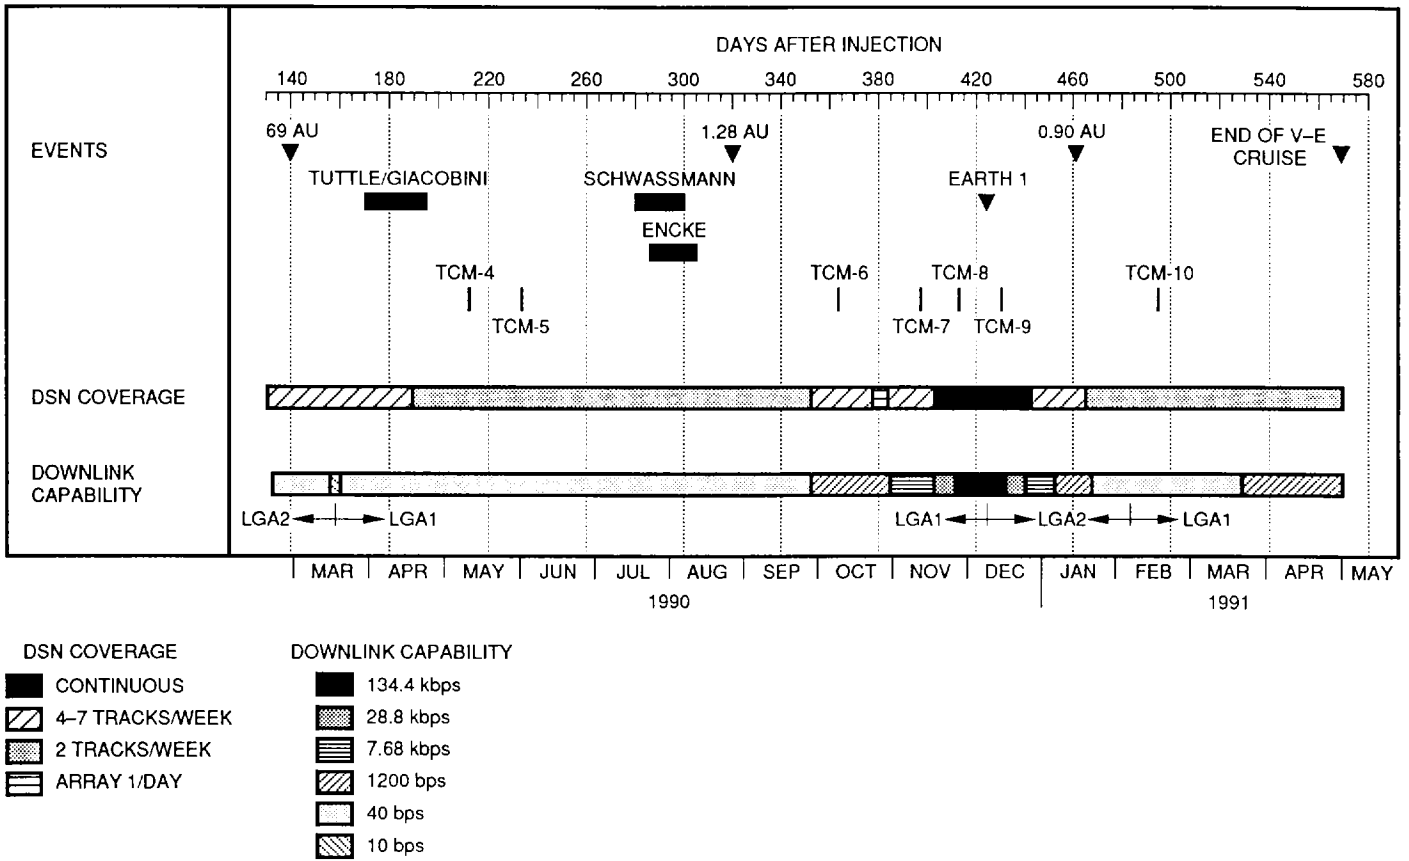 DAYS AFTER INJECTION
140 180 220 260 300 340 380 420 460 500 540 580
69 AU 1.28 AU 0.90 AU END OF V–E
EVENTS CRUISE
TUTTLE/GIACOBINI SCHWASSMANN EARTH 1
ENCKE
TCM-4 TCM-6 TCM-8 TCM-10
TCM-5 TCM-7 TCM-9
DSN COVERAGE
DOWNLINK
CAPABILITY
LGA2 LGA1 LGA1 LGA2 LGA1
MAR APR MAY JUN JUL AUG SEP OCT NOV DEC JAN FEB MAR APR MAY
1990 1991
DSN COVERAGE
CONTINUOUS
4–7 TRACKS/WEEK
2 TRACKS/WEEK
ARRAY 1/DAY
DOWNLINK CAPABILITY
134.4 kbps
28.8 kbps
7.68 kbps
1200 bps
40 bps
10 bps